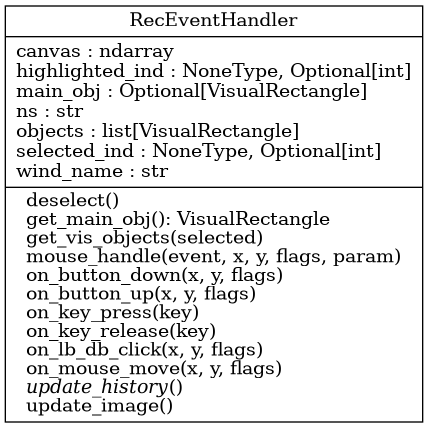 RecEventHandler
canvas : ndarray
highlighted_ind : NoneType, Optional[int]
main_obj : Optional[VisualRectangle]
ns : str
objects : list[VisualRectangle]
selected_ind : NoneType, Optional[int]
wind_name : str
deselect()
get_main_obj(): VisualRectangle
get_vis_objects(selected)
mouse_handle(event, x, y, flags, param)
on_button_down(x, y, flags)
on_button_up(x, y, flags)
on_key_press(key)
on_key_release(key)
on_lb_db_click(x, y, flags)
on_mouse_move(x, y, flags)
update_history()
update_image()